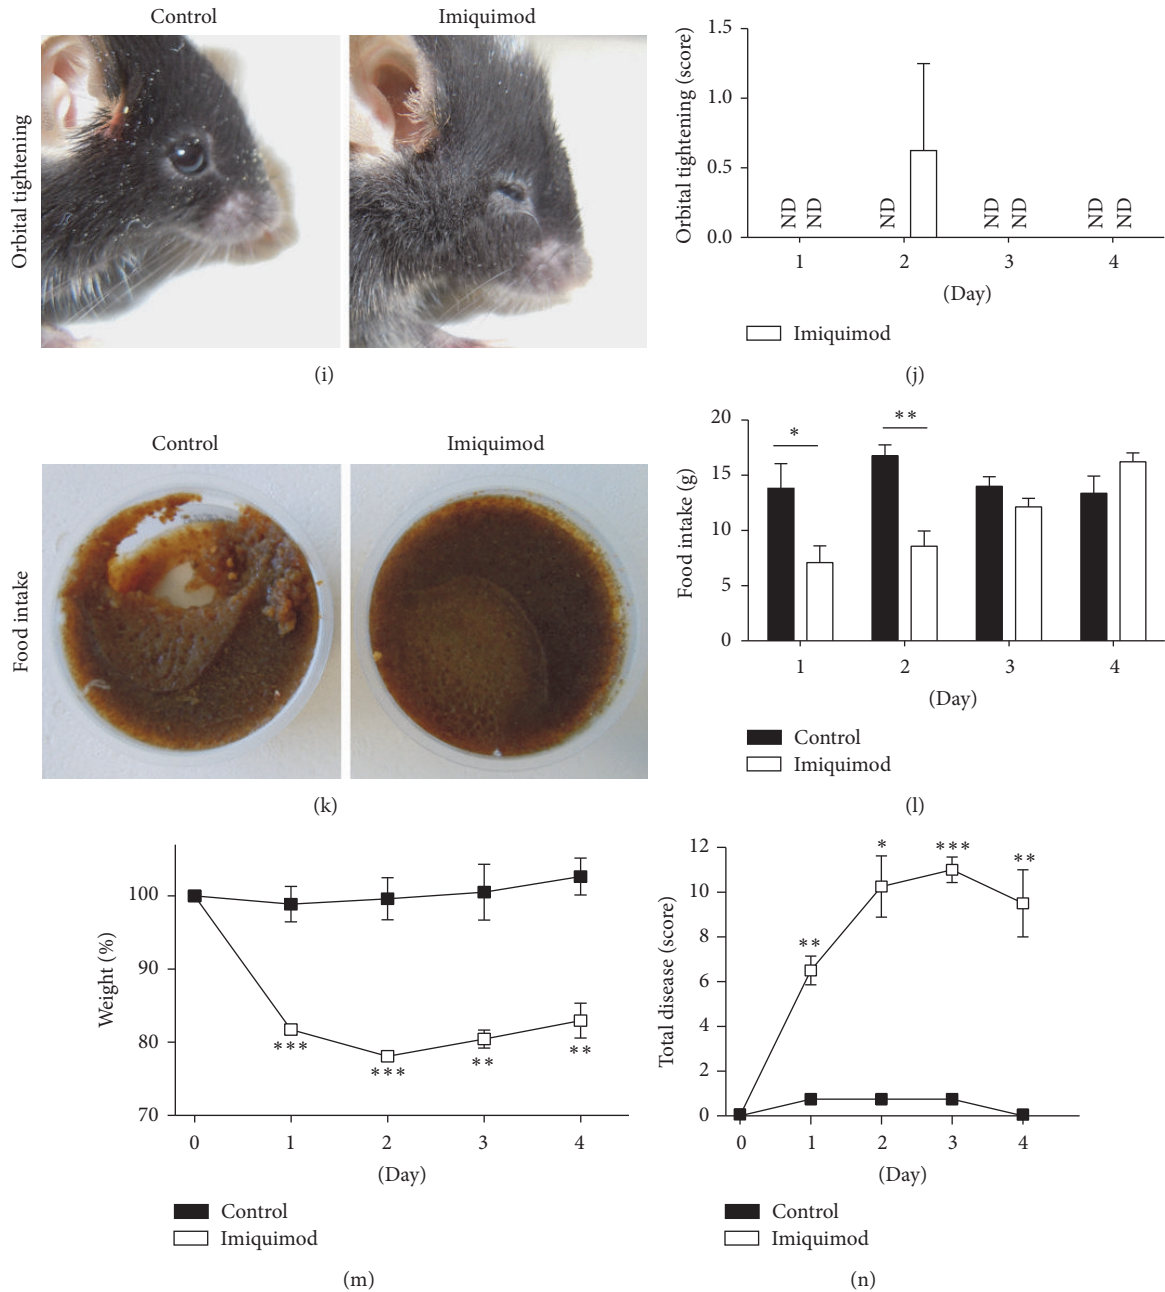 Control
Imiquimod
Orbital tightening
(i)
Orbital tightening (score)
1.5
1.0
0.5
0.0
ND ND ND ND ND ND ND
1 2 3 4
(Day)
Imiquimod
(j)
Control
Imiquimod
Food intake
(k)
Food intake (g)
20
15
10
5
0
*
**
1 2 3 4
(Day)
Control
Imiquimod
(l)
Weight (%)
100
90
80
70
***
***
**
**
0 1 2 3 4
(Day)
Control
Imiquimod
(m)
Total disease (score)
12
10
8
6
4
2
0
**
*
***
**
0 1 2 3 4
(Day)
Control
Imiquimod
(n)